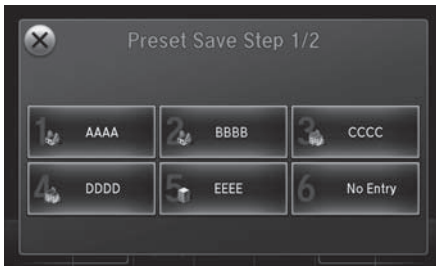 Preset Save Step 1/2
1 AAAA 2 BBBB 3 CCCC
4 DDDD 5 EEEE 6 No Entry